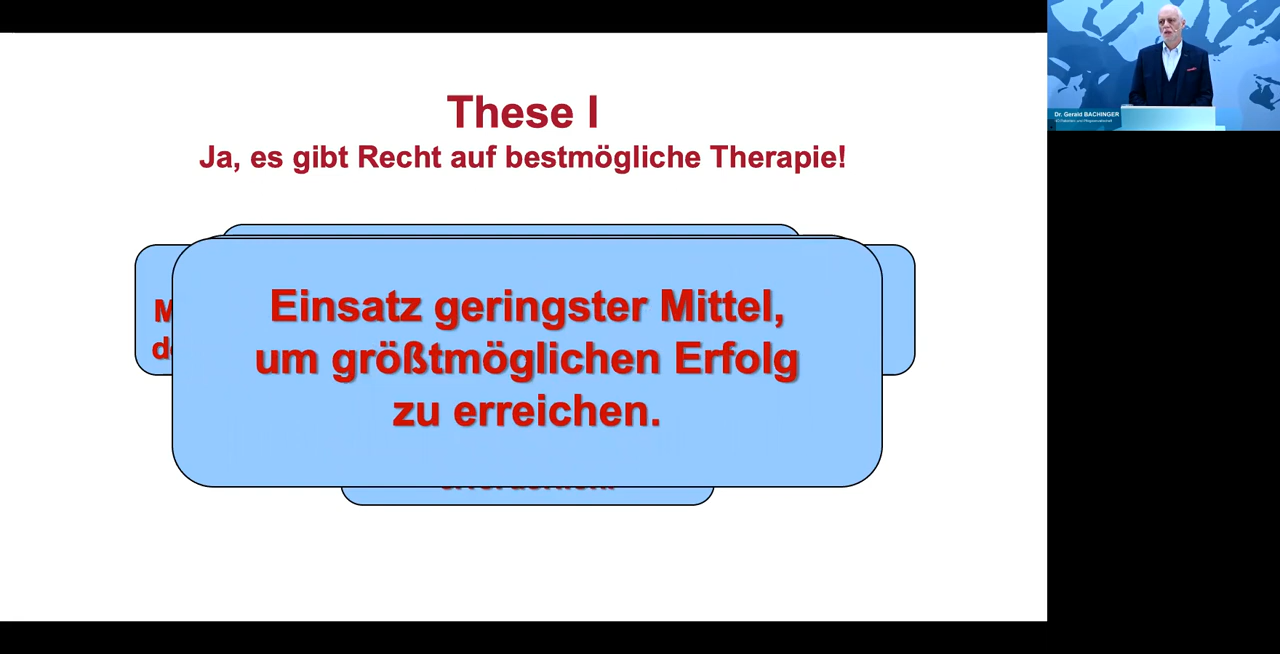 These I
Ja, es gibt Recht auf bestmögliche Therapie!
Einsatz geringster Mittel,
um größtmöglichen Erfolg
zu erreichen.
Dr. Gerald BACHINGER